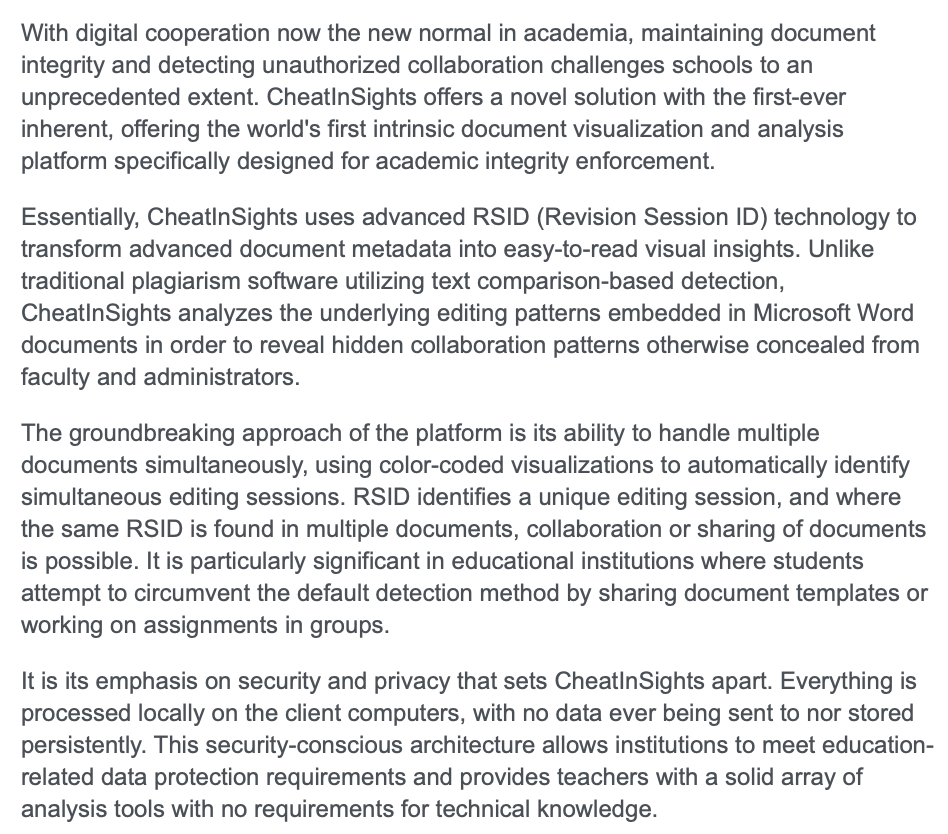 With digital cooperation now the new normal in academia, maintaining document
integrity and detecting unauthorized collaboration challenges schools to an
unprecedented extent. CheatInSights offers a novel solution with the first-ever
inherent, offering the world's first intrinsic document visualization and analysis
platform specifically designed for academic integrity enforcement.
Essentially, CheatInSights uses advanced RSID (Revision Session ID) technology to
transform advanced document metadata into easy-to-read visual insights. Unlike
traditional plagiarism software utilizing text comparison-based detection,
CheatInSights analyzes the underlying editing patterns embedded in Microsoft Word
documents in order to reveal hidden collaboration patterns otherwise concealed from
faculty and administrators.
The groundbreaking approach of the platform is its ability to handle multiple
documents simultaneously, using color-coded visualizations to automatically identify
simultaneous editing sessions. RSID identifies a unique editing session, and where
the same RSID is found in multiple documents, collaboration or sharing of documents
is possible. It is particularly significant in educational institutions where students
attempt to circumvent the default detection method by sharing document templates or
working on assignments in groups.
It is its emphasis on security and privacy that sets CheatInSights apart. Everything is
processed locally on the client computers, with no data ever being sent to nor stored
persistently. This security-conscious architecture allows institutions to meet education-
related data protection requirements and provides teachers with a solid array of
analysis tools with no requirements for technical knowledge.